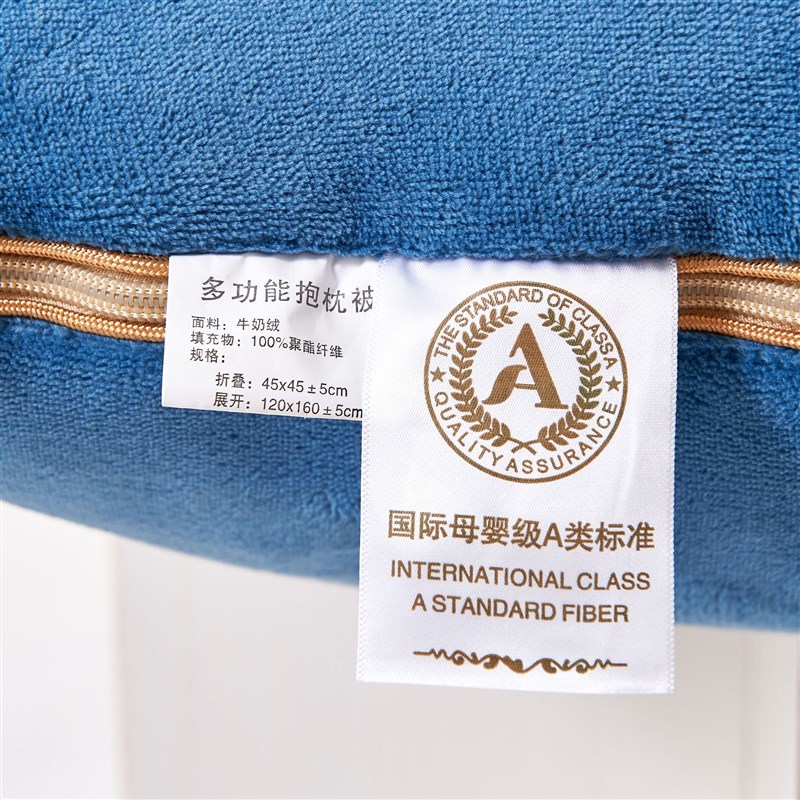 多功能抱枕被
面料：牛奶绒
填充物：100%聚酯纤维
规格：
折叠：45x45±5cm
展开：120x160±5cm
THE STANDARD OF CLASS A
A
QUALITY ASSURANCE
国际母婴级A类标准
INTERNATIONAL CLASS
A STANDARD FIBER